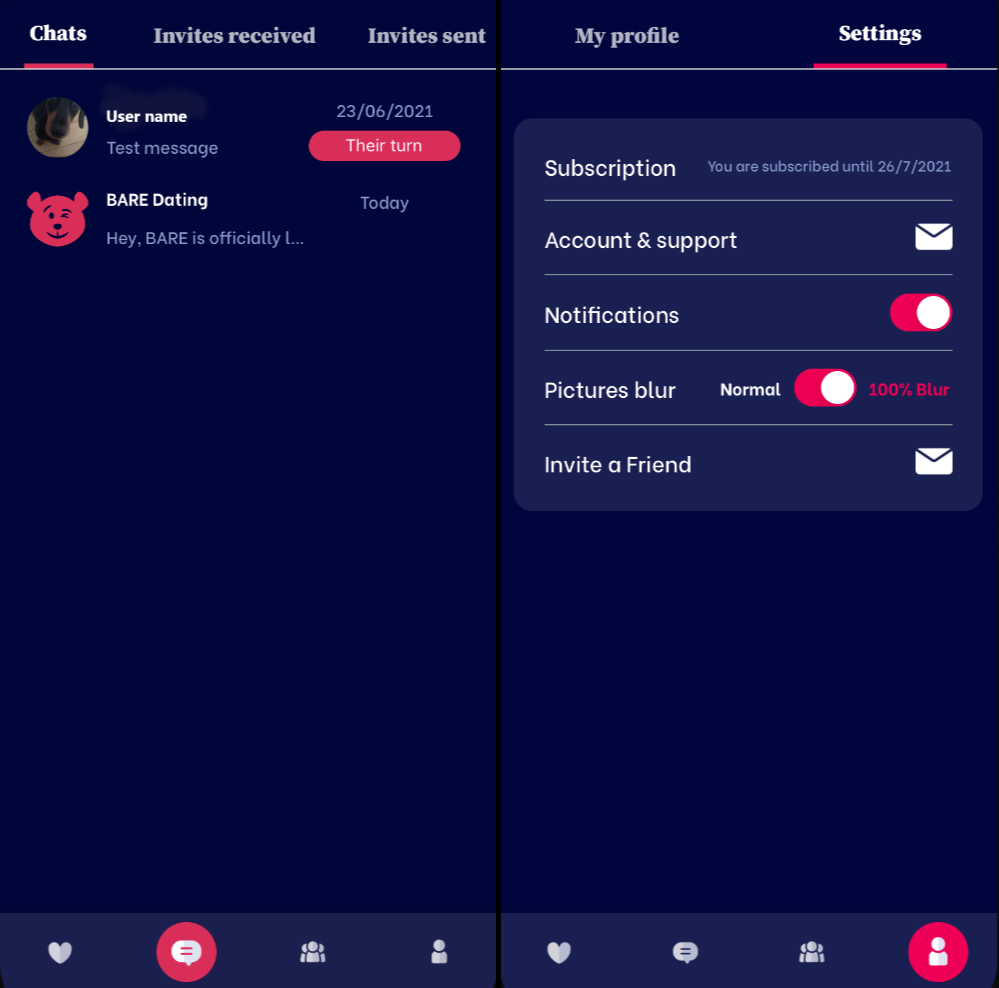 Chats
Invites received
Invites sent
User name
23/06/2021
Test message
Their turn
BARE Dating
Today
Hey, BARE is officially l...
My profile
Settings
Subscription
You are subscribed until 26/7/2021
Account & support
Notifications
Pictures blur
Normal
100% Blur
Invite a Friend